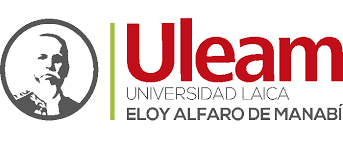 Uleam
UNIVERSIDAD LAICA
ELOY ALFARO DE MANABÍ